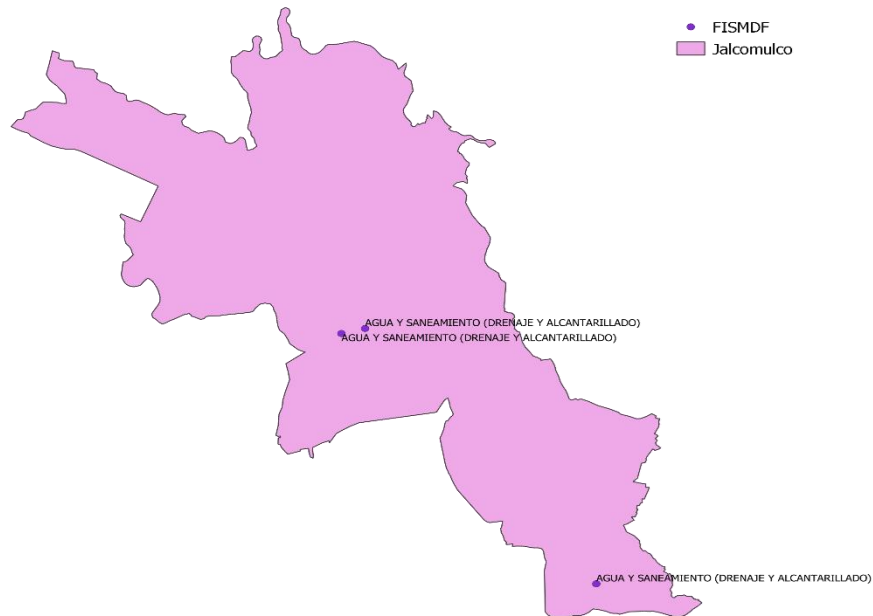 FISMDF
Jalcomulco
AGUA Y SANEAMIENTO (DRENAJE Y ALCANTARILLADO)
AGUA Y SANEAMIENTO (DRENAJE Y ALCANTARILLADO)
AGUA Y SANEAMIENTO (DRENAJE Y ALCANTARILLADO)